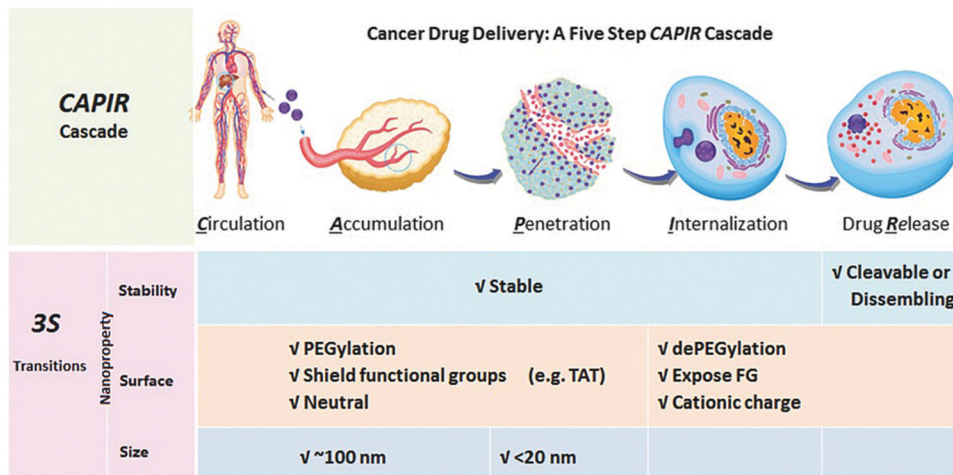 Cancer Drug Delivery: A Five Step CAPIR Cascade
CAPIR
Cascade
Circulation
Accumulation
Penetration
Internalization
Drug Release
3S
Transitions
Nanoproperty
Stability
√ Stable
√ Cleavable or
Dissembling
Surface
√ PEGylation
√ Shield functional groups (e.g. TAT)
√ Neutral
√ dePEGylation
√ Expose FG
√ Cationic charge
Size
√ ~100 nm
√ <20 nm